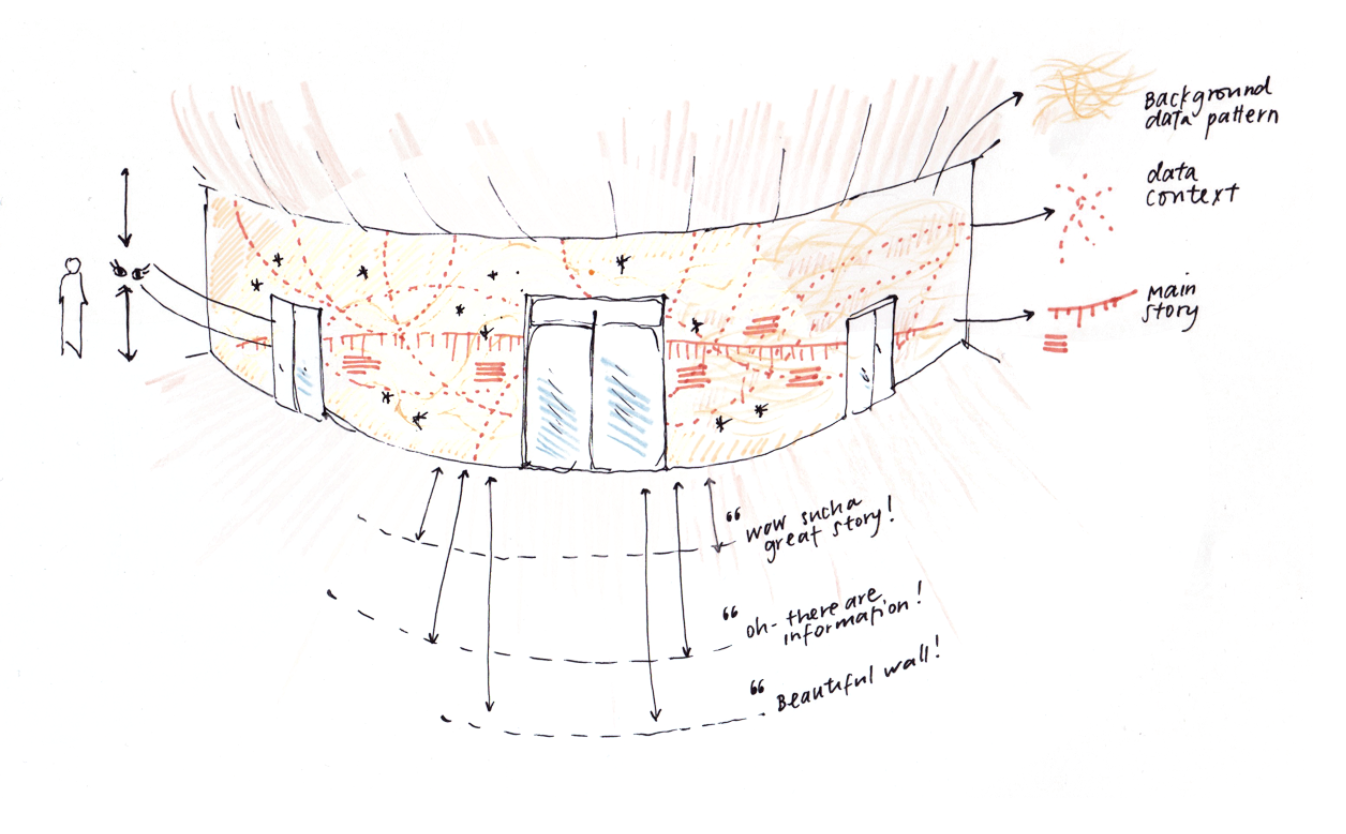 Background
data pattern
data
context
main
story
“ wow such a
great story!
“ oh- there are
information!
“ Beautiful wall!